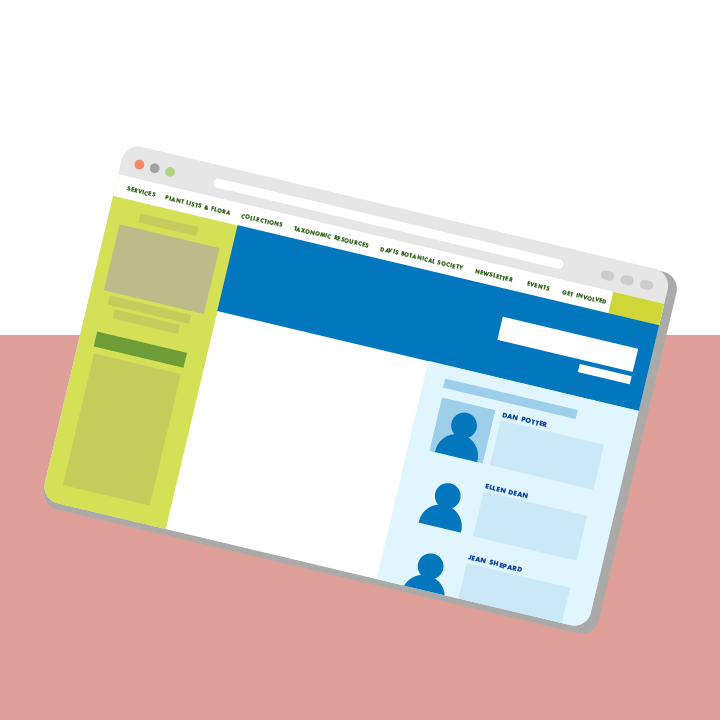 SERVICES PLANT LISTS & FLORA COLLECTIONS TAXONOMIC RESOURCES DAVIS BOTANICAL SOCIETY NEWSLETTER EVENTS GET INVOLVED
DAN POTTER
ELLEN DEAN
JEAN SHEPARD